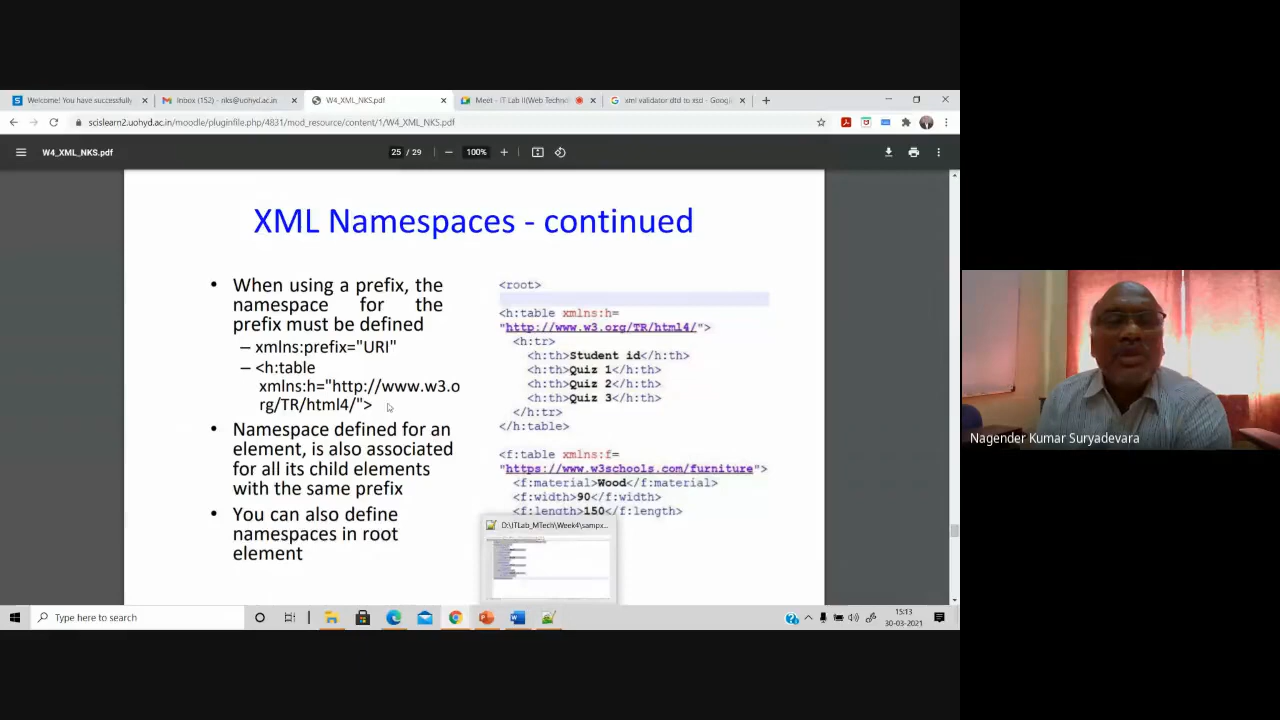 Welcome! You have successfully
Inbox (152) - nks@uohyd.ac.in
W4_XML_NKS.pdf
Meet - IT Lab II(Web Techno
xml validator dtd to xsd - Googl
scislearn2.uohyd.ac.in/moodle/pluginfile.php/4831/mod_resource/content/1/W4_XML_NKS.pdf
W4_XML_NKS.pdf
25 / 29
100%
XML Namespaces - continued
• When using a prefix, the
namespace for the
prefix must be defined
– xmlns:prefix="URI"
– <h:table
xmlns:h="http://www.w3.o
rg/TR/html4/">
• Namespace defined for an
element, is also associated
for all its child elements
with the same prefix
• You can also define
namespaces in root
element
<root>
<h:table xmlns:h=
"http://www.w3.org/TR/html4/">
<h:tr>
<h:th>Student id</h:th>
<h:th>Quiz 1</h:th>
<h:th>Quiz 2</h:th>
<h:th>Quiz 3</h:th>
</h:tr>
</h:table>
<f:table xmlns:f=
"https://www.w3schools.com/furniture">
<f:material>Wood</f:material>
<f:width>90</f:width>
<f:length>150</f:length>
D:\ITLab_MTech\Week4\sampx...
Nagender Kumar Suryadevara
Type here to search
15:13
30-03-2021